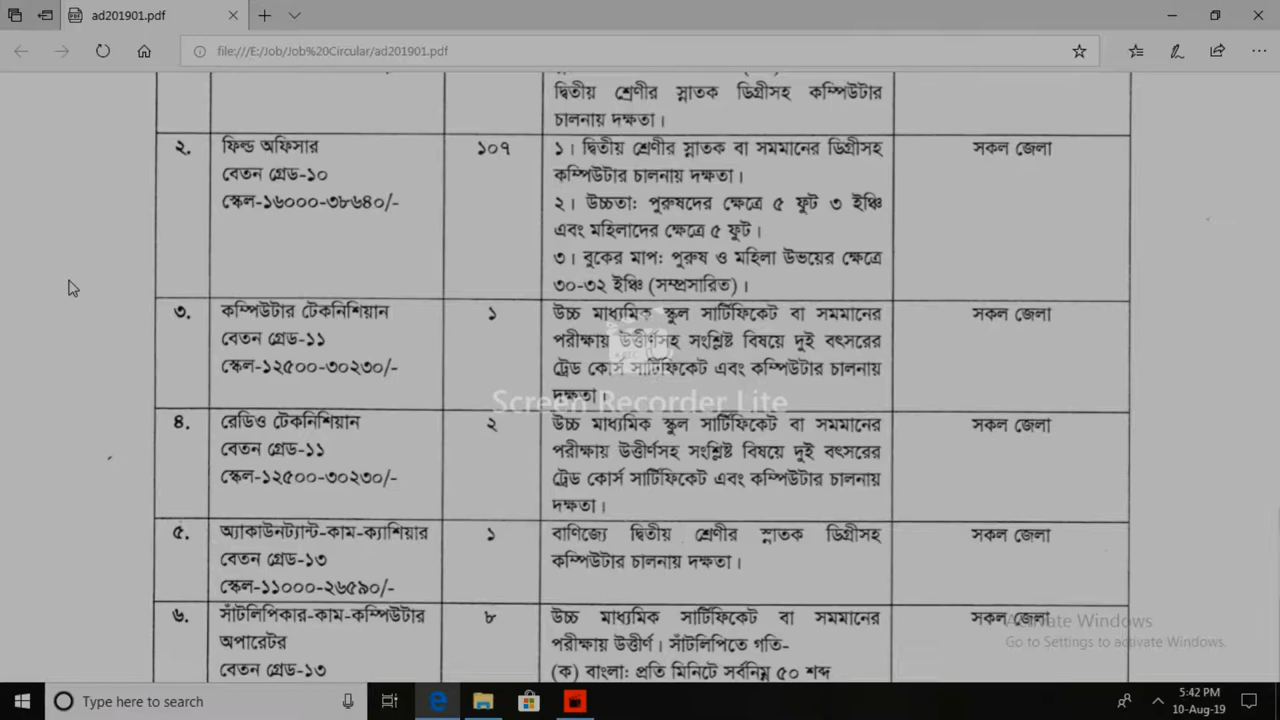 ad201901.pdf
file:///E:/Job/Job%20Circular/ad201901.pdf
দ্বিতীয় শ্রেণীর স্নাতক ডিগ্রীসহ কম্পিউটার
চালনায় দক্ষতা।
২.
ফিল্ড অফিসার
বেতন গ্রেড-১০
স্কেল-১৬০০০-৩৮৬৪০/-
১০৭
১। দ্বিতীয় শ্রেণীর স্নাতক বা সমমানের ডিগ্রীসহ
কম্পিউটার চালনায় দক্ষতা।
২। উচ্চতা: পুরুষদের ক্ষেত্রে ৫ ফুট ৩ ইঞ্চি
এবং মহিলাদের ক্ষেত্রে ৫ ফুট।
৩। বুকের মাপ: পুরুষ ও মহিলা উভয়ের ক্ষেত্রে
৩০-৩২ ইঞ্চি (সম্প্রসারিত)।
সকল জেলা
৩.
কম্পিউটার টেকনিশিয়ান
বেতন গ্রেড-১১
স্কেল-১২৫০০-৩০২৩০/-
১
উচ্চ মাধ্যমিক স্কুল সার্টিফিকেট বা সমমানের
পরীক্ষায় উত্তীর্ণসহ সংশ্লিষ্ট বিষয়ে দুই বৎসরের
ট্রেড কোর্স সার্টিফিকেট এবং কম্পিউটার চালনায়
দক্ষতা
সকল জেলা
Screen Recorder Lite
৪.
রেডিও টেকনিশিয়ান
বেতন গ্রেড-১১
স্কেল-১২৫০০-৩০২৩০/-
২
উচ্চ মাধ্যমিক স্কুল সার্টিফিকেট বা সমমানের
পরীক্ষায় উত্তীর্ণসহ সংশ্লিষ্ট বিষয়ে দুই বৎসরের
ট্রেড কোর্স সার্টিফিকেট এবং কম্পিউটার চালনায়
দক্ষতা।
সকল জেলা
৫.
অ্যাকাউনট্যান্ট-কাম-ক্যাশিয়ার
বেতন গ্রেড-১৩
স্কেল-১১০০০-২৬৫৯০/-
১
বাণিজ্যে দ্বিতীয় শ্রেণীর স্নাতক ডিগ্রীসহ
কম্পিউটার চালনায় দক্ষতা।
সকল জেলা
৬.
সাঁটলিপিকার-কাম-কম্পিউটার
অপারেটর
বেতন গ্রেড-১৩
৮
উচ্চ মাধ্যমিক সার্টিফিকেট বা সমমানের
পরীক্ষায় উত্তীর্ণ। সাঁটলিপিতে গতি-
(ক) বাংলা: প্রতি মিনিটে সর্বনিম্ন ৫০ শব্দ
সকল জেলা
Activate Windows
Go to Settings to activate Windows.
Type here to search
5:42 PM
10-Aug-19